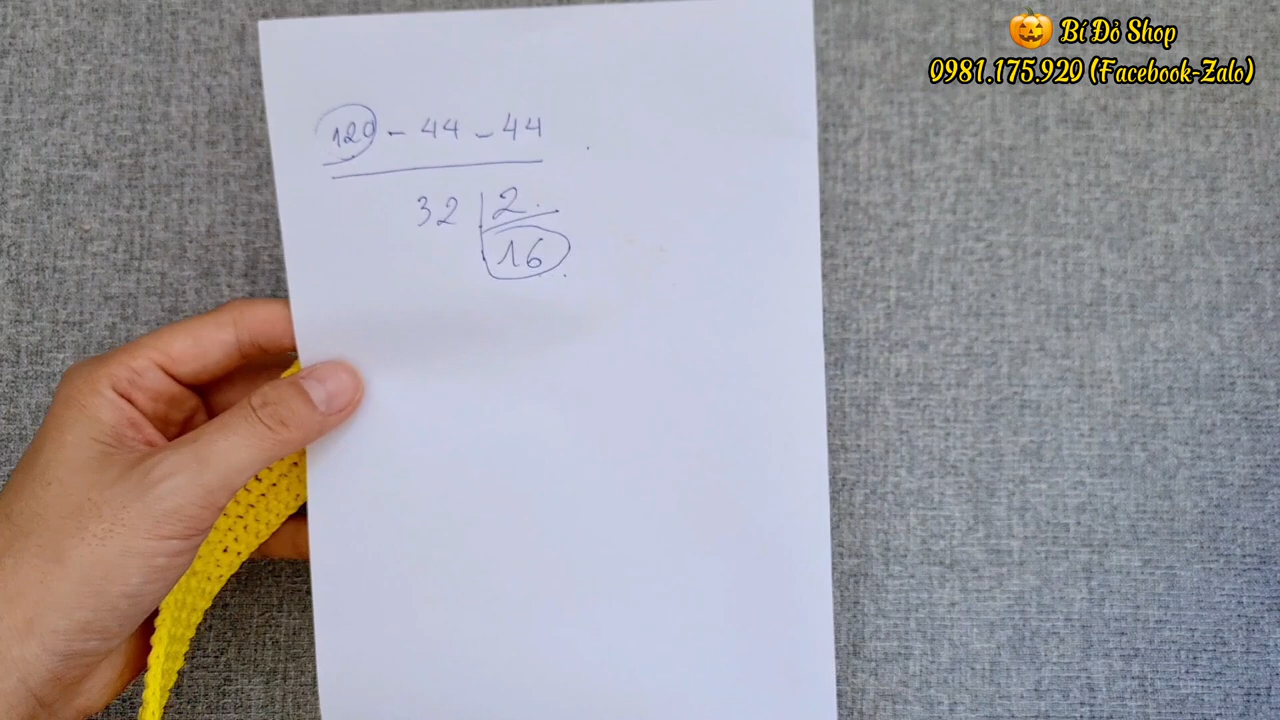 🎃 Bí Đỏ Shop
0981.175.920 (Facebook-Zalo)
120 - 44 - 44
32 2
16